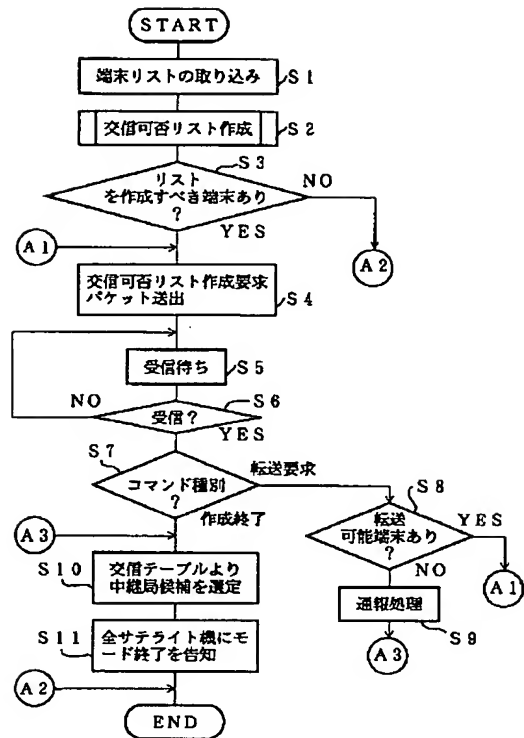 START
端末リストの取り込み
S1
交信可否リスト作成
S2
S3
リスト
を作成すべき端末あり
?
NO
YES
A1
A2
交信可否リスト作成要求
パケット送出
S4
受信待ち
S5
NO
S6
受信?
YES
S7
転送要求
コマンド種別
?
作成終了
S8
転送
可能端末あり
?
YES
NO
A1
A3
S10
交信テーブルより
中継局候補を選定
通報処理
S9
A3
S11
全サテライト機にモ
ード終了を告知
A2
END